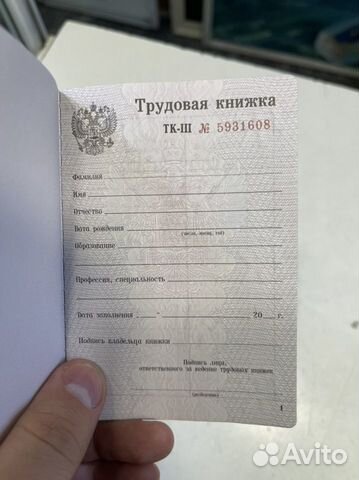 Трудовая книжка
ТК-III № 5931608
Фамилия
Имя
Отчество
Дата рождения
(число, месяц, год)
Образование
Профессия, специальность
Дата заполнения „ “ 20 г.
Подпись владельца книжки
Подпись лица,
ответственного за ведение трудовых книжек
(разборчиво)
1
Avito